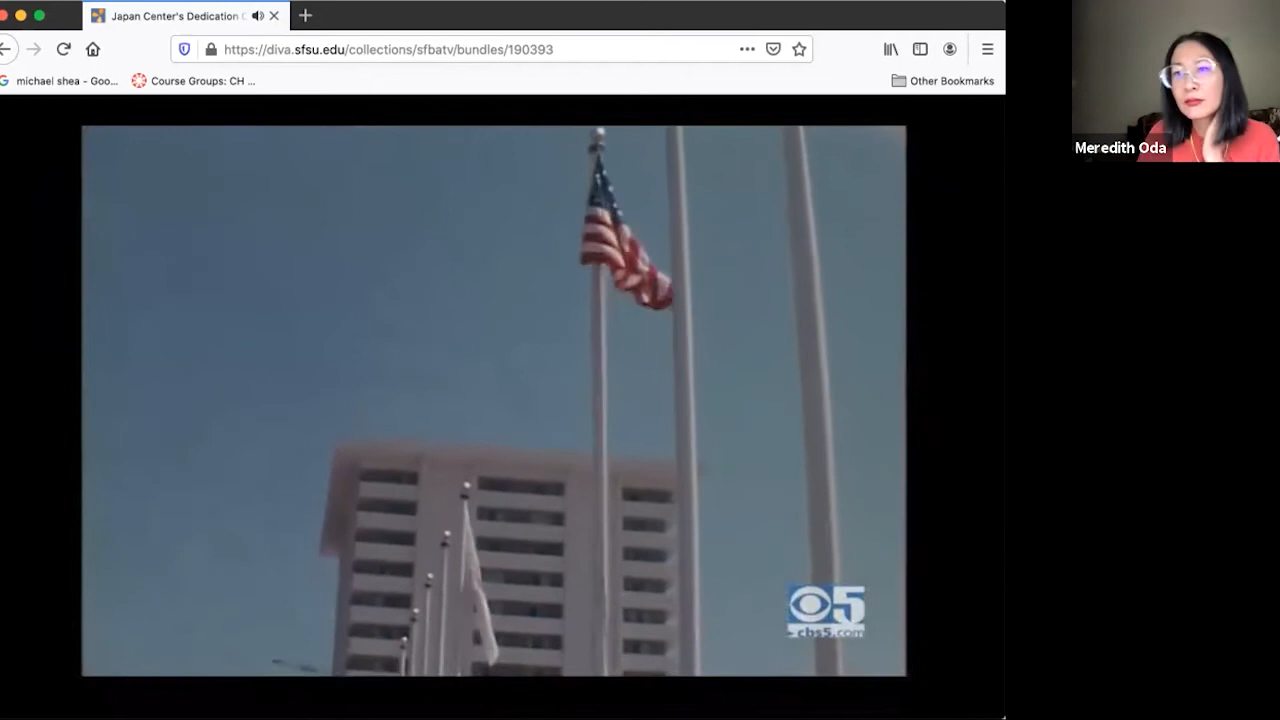 Japan Center's Dedication
https://diva.sfsu.edu/collections/sfbatv/bundles/190393
michael shea - Goo...
Course Groups: CH ...
Other Bookmarks
Meredith Oda
5
cbs5.com